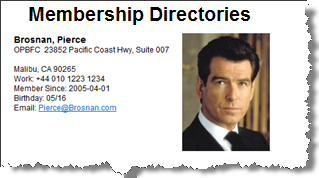 Membership Directories
Brosnan, Pierce
OPBFC  23852 Pacific Coast Hwy, Suite 007
Malibu, CA 90265
Work: +44 010 1223 1234
Member Since: 2005-04-01
Birthday: 05/16
Email: Pierce@Brosnan.com